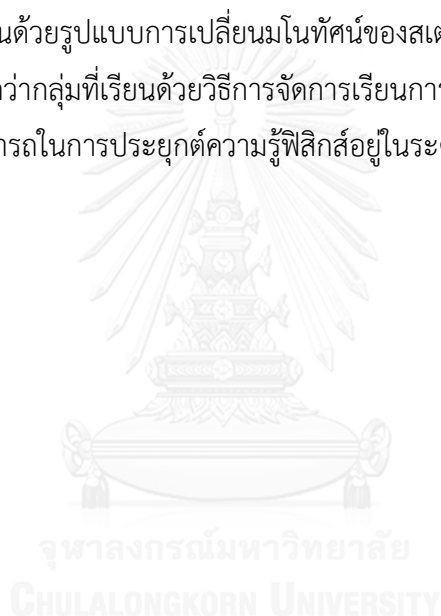 นด้วยรูปแบบการเปลี่ยนมโนทัศน์ของสเต
ว่ากลุ่มที่เรียนด้วยวิธีการจัดการเรียนการ
ารถในการประยุกต์ความรู้ฟิสิกส์อยู่ในระ
จุฬาลงกรณ์มหาวิทยาลัย
CHULALONGKORN UNIVERSITY